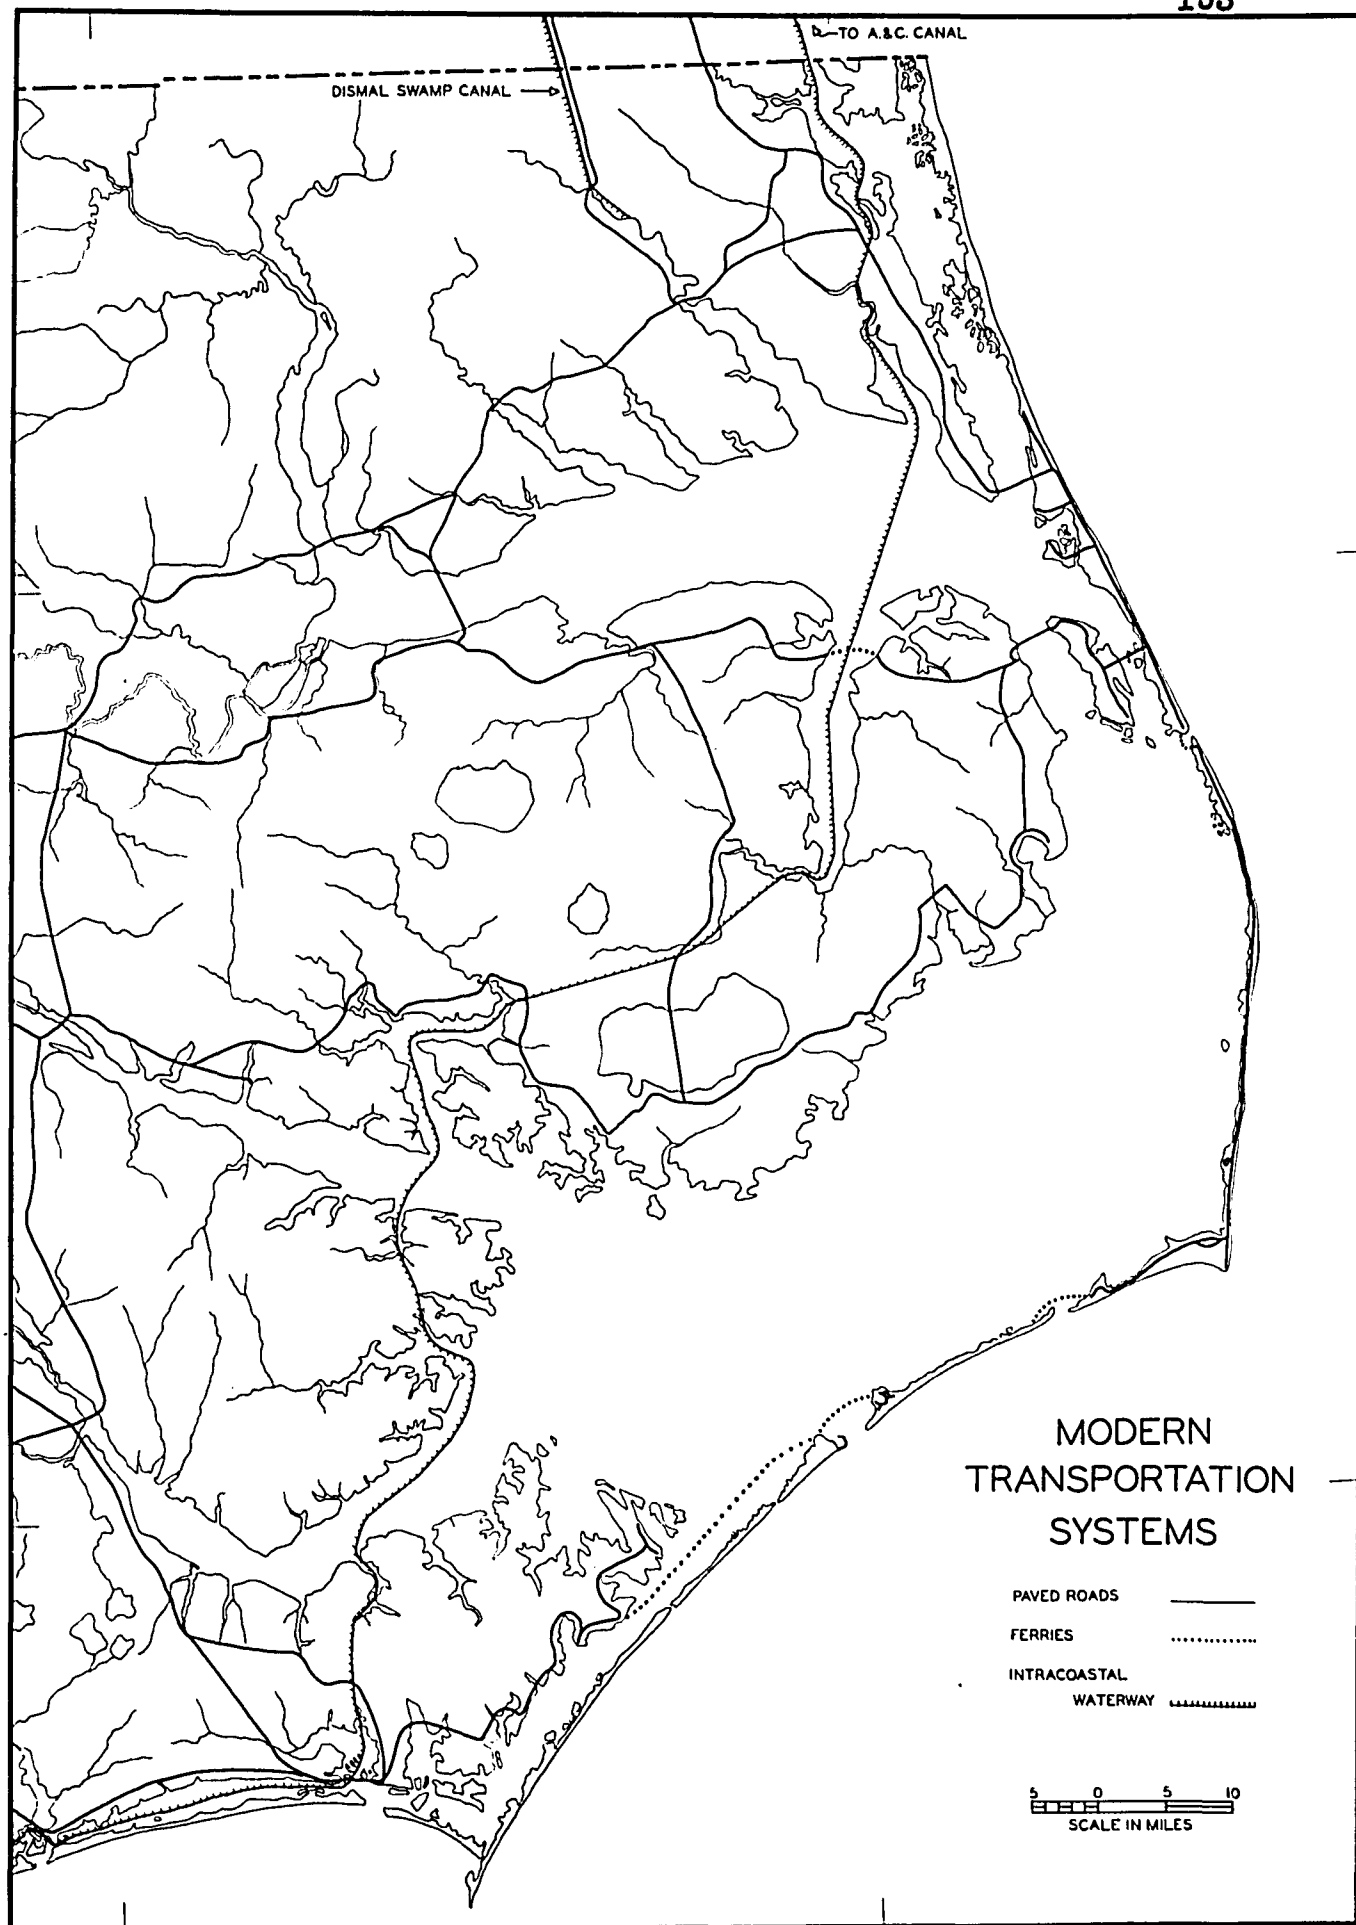 TO A.&C. CANAL
DISMAL SWAMP CANAL
MODERN
TRANSPORTATION
SYSTEMS
PAVED ROADS
FERRIES
INTRACOASTAL
WATERWAY
5 0 5 10
SCALE IN MILES